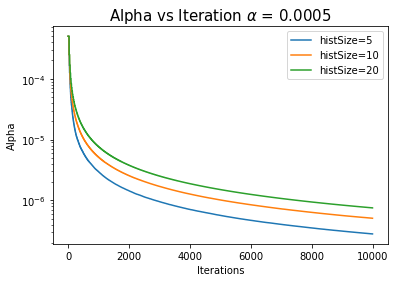 Alpha vs Iteration α = 0.0005
histSize=5
histSize=10
histSize=20
Alpha
10⁻⁴
10⁻⁵
10⁻⁶
0 2000 4000 6000 8000 10000
Iterations